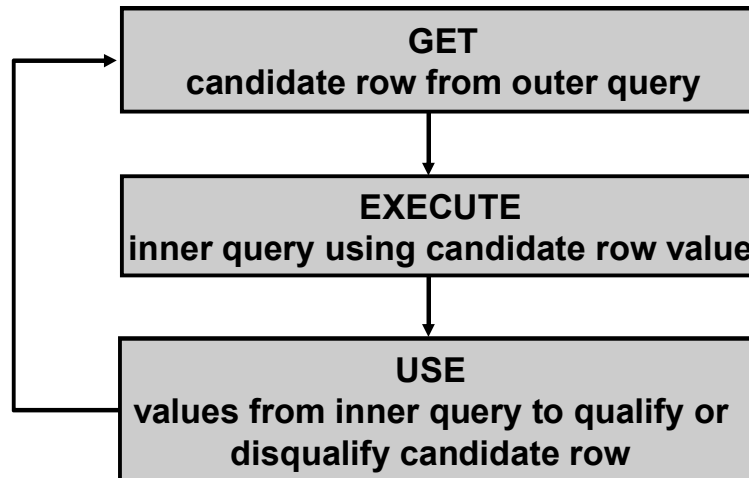 GET
candidate row from outer query
EXECUTE
inner query using candidate row value
USE
values from inner query to qualify or
disqualify candidate row